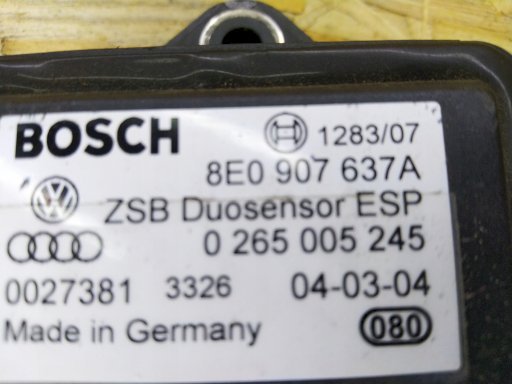 BOSCH 1283/07
8E0 907 637A
ZSB Duosensor ESP
0 265 005 245
0027381 3326 04-03-04
Made in Germany 080